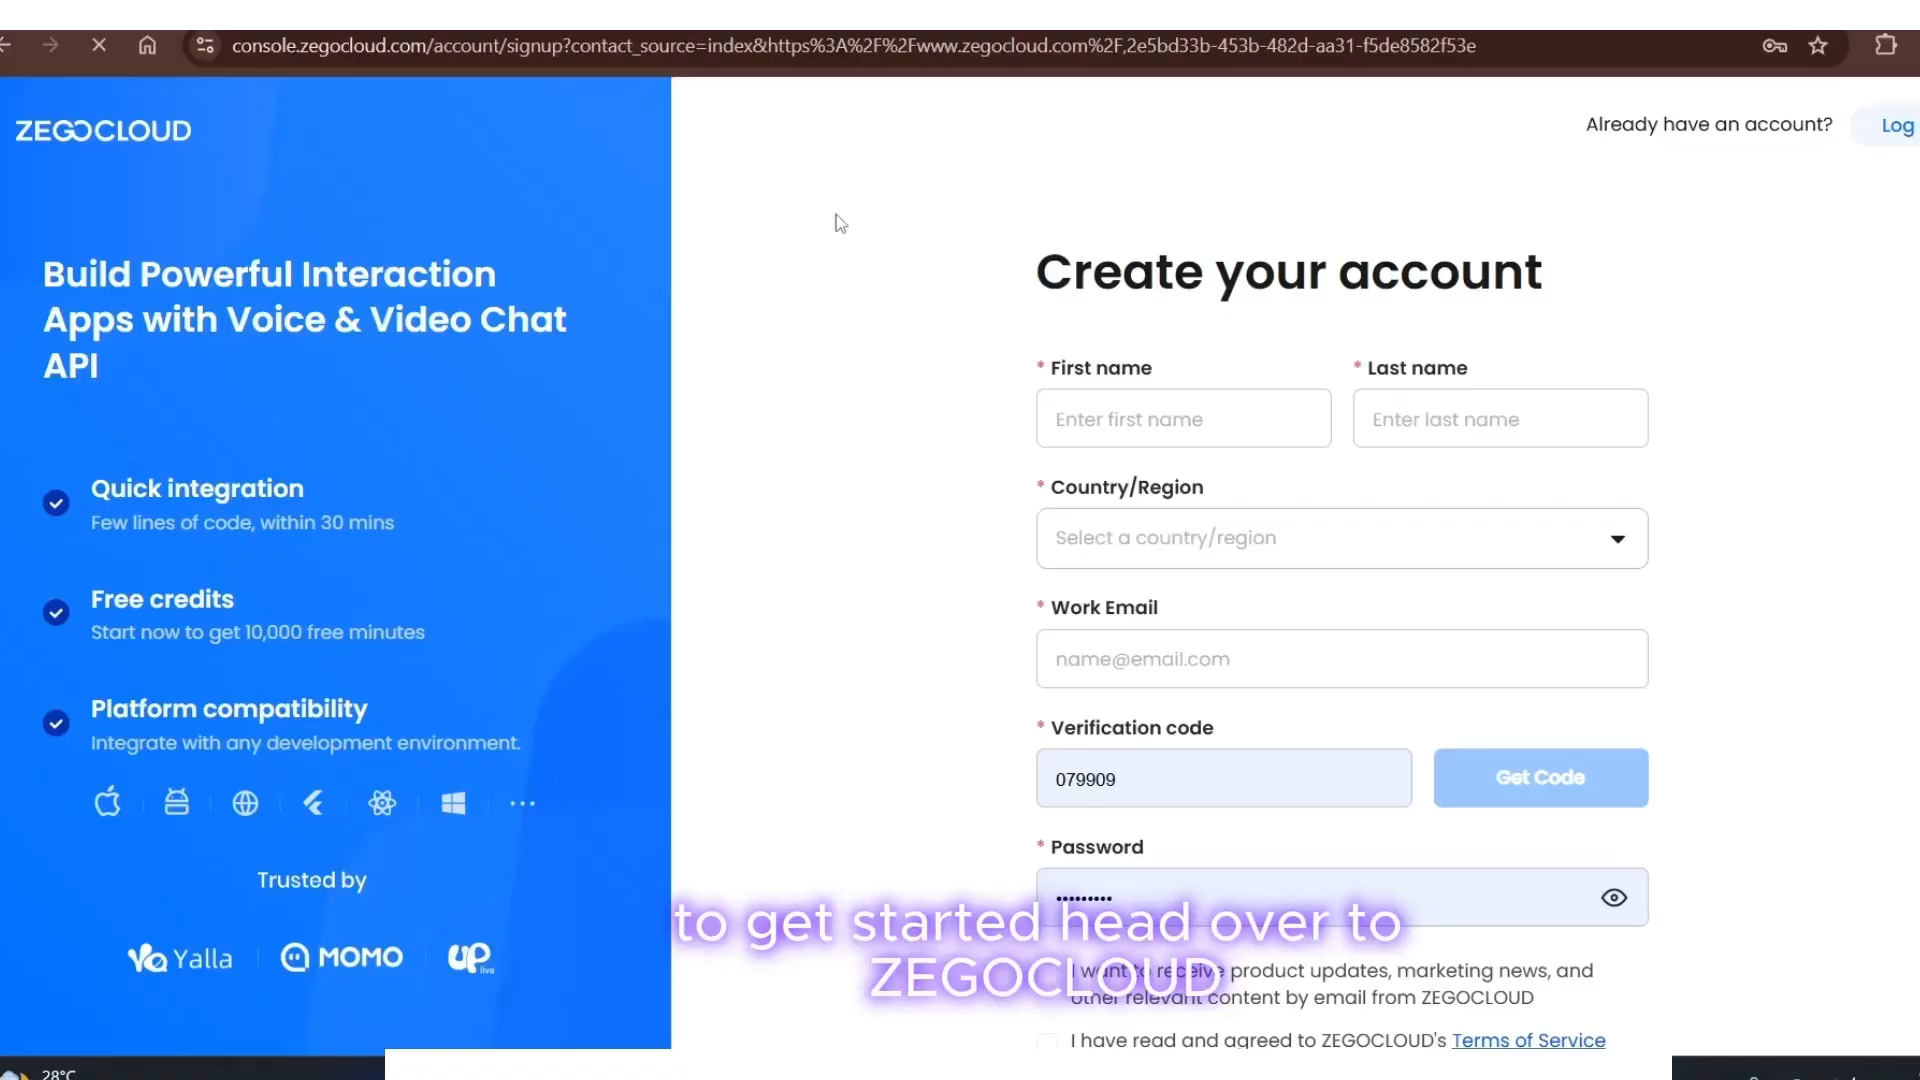 console.zegocloud.com/account/signup?contact_source=index&https%3A%2F%2Fwww.zegocloud.com%2F,2e5bd33b-453b-482d-aa31-f5de8582f53e
ZEGOCLOUD
Already have an account?
Log
Build Powerful Interaction
Apps with Voice & Video Chat
API
Quick integration
Few lines of code, within 30 mins
Free credits
Start now to get 10,000 free minutes
Platform compatibility
Integrate with any development environment.
Trusted by
Yalla
MOMO
UP live
Create your account
* First name
* Last name
Enter first name
Enter last name
* Country/Region
Select a country/region
* Work Email
name@email.com
* Verification code
079909
Get Code
* Password
•••••••••
to get started head over to
ZEGOCLOUD
I want to receive product updates, marketing news, and
other relevant content by email from ZEGOCLOUD
I have read and agreed to ZEGOCLOUD's Terms of Service
28°C